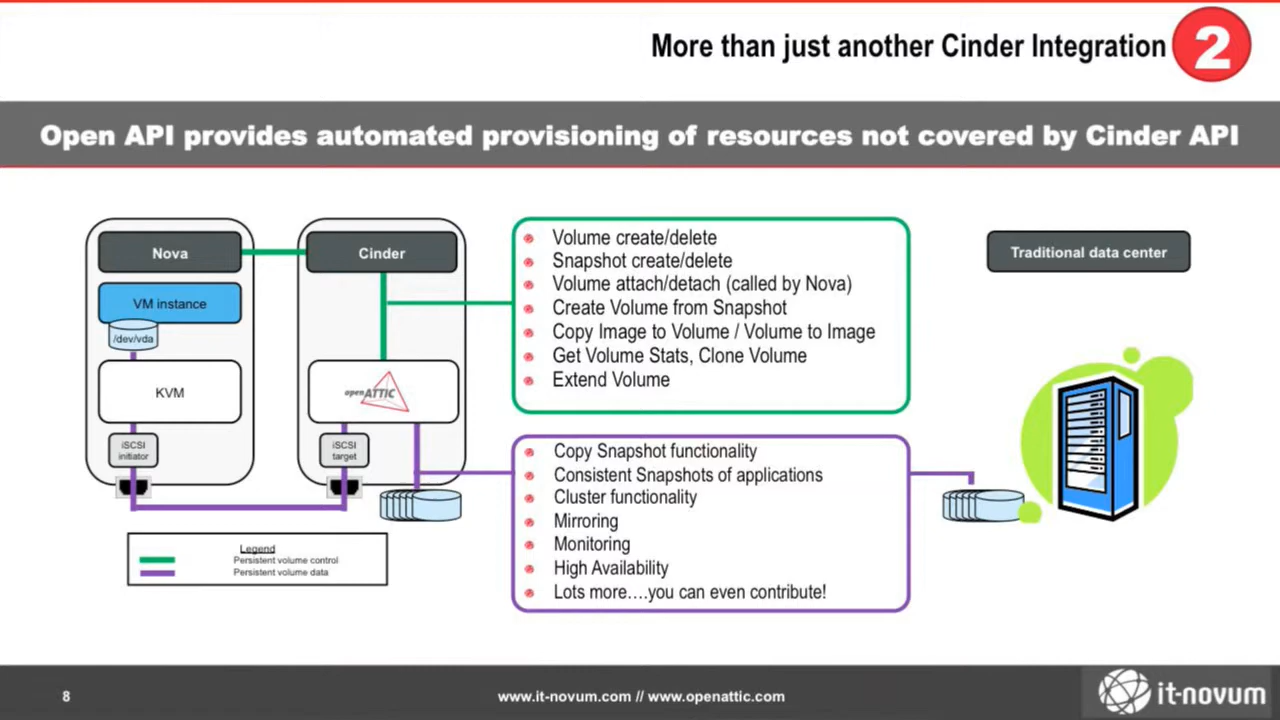 More than just another Cinder Integration
2
Open API provides automated provisioning of resources not covered by Cinder API
Nova
Cinder
VM instance
/dev/vda
KVM
openATTIC
iSCSI
initiator
iSCSI
target
Volume create/delete
Snapshot create/delete
Volume attach/detach (called by Nova)
Create Volume from Snapshot
Copy Image to Volume / Volume to Image
Get Volume Stats, Clone Volume
Extend Volume
Copy Snapshot functionality
Consistent Snapshots of applications
Cluster functionality
Mirroring
Monitoring
High Availability
Lots more....you can even contribute!
Traditional data center
Legend
Persistent volume control
Persistent volume data
8
www.it-novum.com // www.openattic.com
it-novum